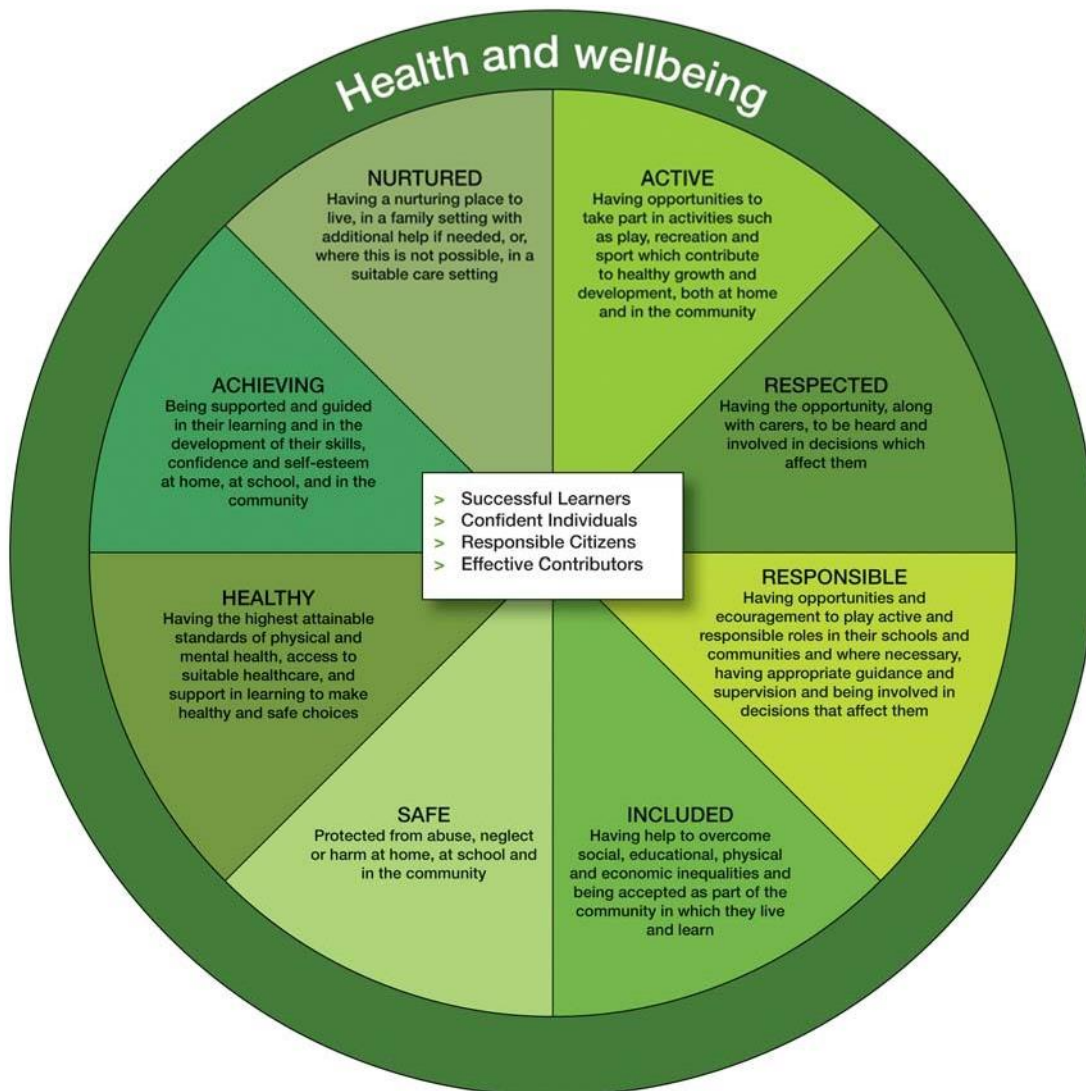 Health and wellbeing
NURTURED
Having a nurturing place to
live, in a family setting with
additional help if needed, or,
where this is not possible, in a
suitable care setting
ACTIVE
Having opportunities to
take part in activities such
as play, recreation and
sport which contribute
to healthy growth and
development, both at home
and in the community
ACHIEVING
Being supported and guided
in their learning and in the
development of their skills,
confidence and self-esteem
at home, at school, and in the
community
RESPECTED
Having the opportunity, along
with carers, to be heard and
involved in decisions which
affect them
> Successful Learners
> Confident Individuals
> Responsible Citizens
> Effective Contributors
HEALTHY
Having the highest attainable
standards of physical and
mental health, access to
suitable healthcare, and
support in learning to make
healthy and safe choices
RESPONSIBLE
Having opportunities and
ecouragement to play active and
responsible roles in their schools and
communities and where necessary,
having appropriate guidance and
supervision and being involved in
decisions that affect them
SAFE
Protected from abuse, neglect
or harm at home, at school and
in the community
INCLUDED
Having help to overcome
social, educational, physical
and economic inequalities and
being accepted as part of the
community in which they live
and learn